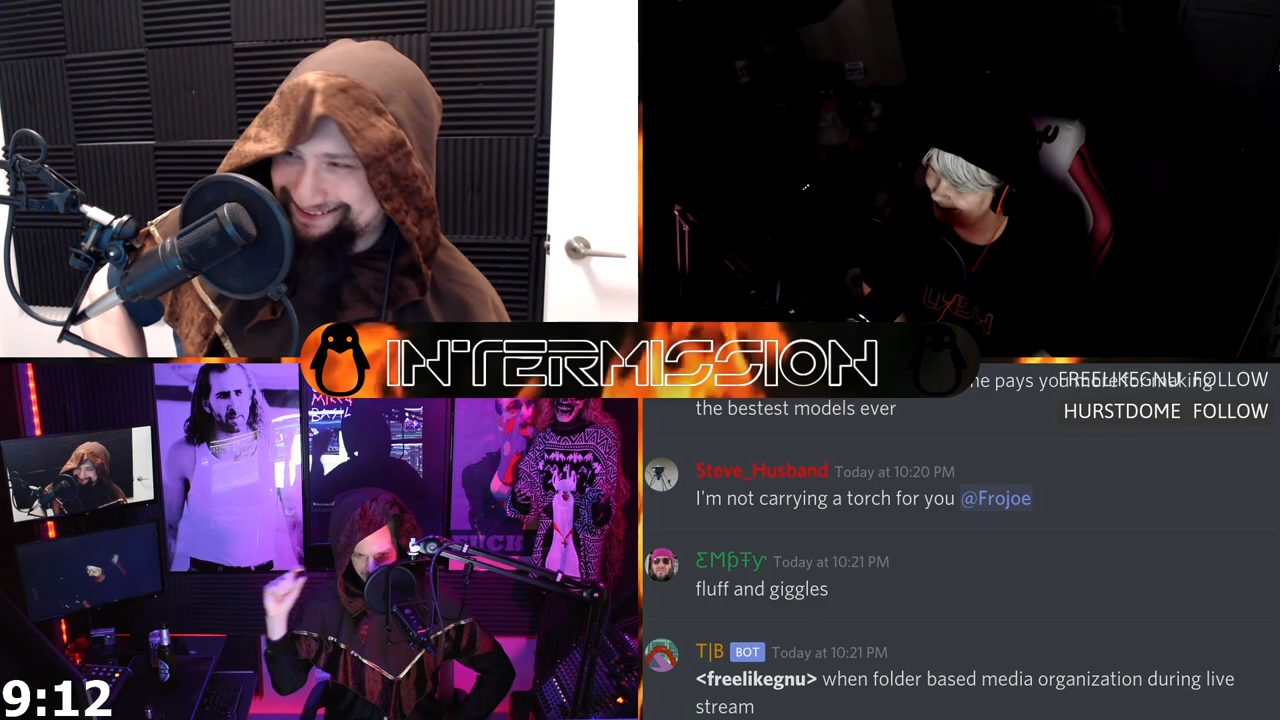 INTERMISSION
FREELIKEGNU FOLLOW
the bestest models ever
HURSTDOME FOLLOW
Steve_Husband Today at 10:20 PM
I'm not carrying a torch for you @Frojoe
ΣMþŦƴ Today at 10:21 PM
fluff and giggles
T|B BOT Today at 10:21 PM
<freelikegnu> when folder based media organization during live
stream
9:12